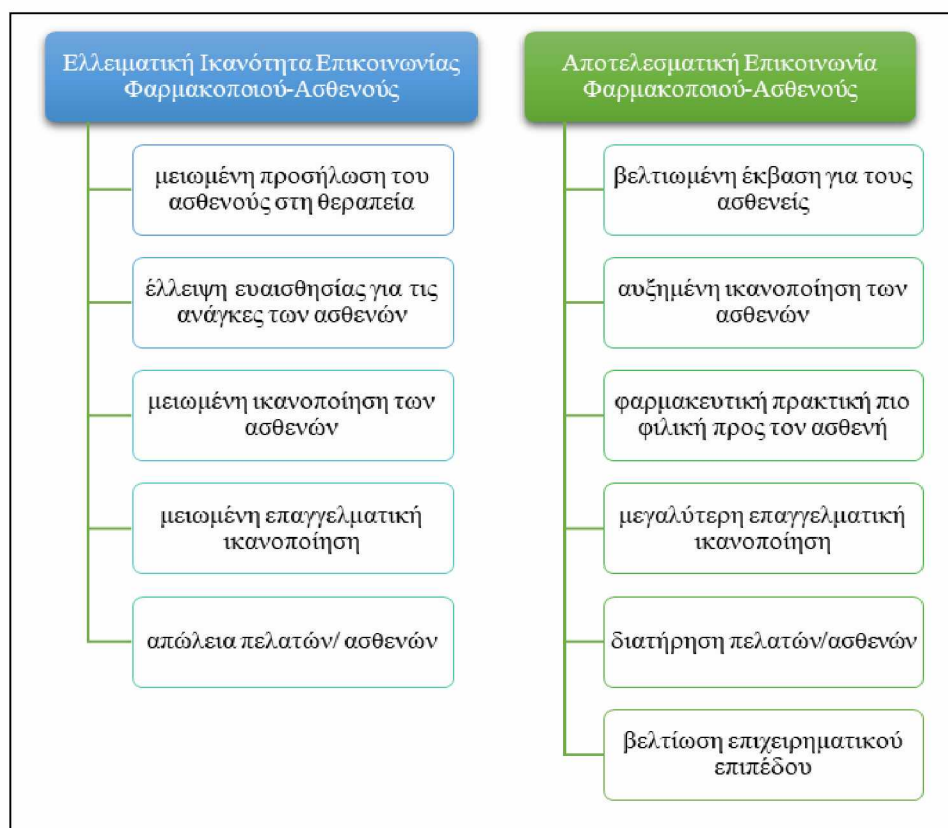 Ελλειματική Ικανότητα Επικοινωνίας
Φαρμακοποιού-Ασθενούς
μειωμένη προσήλωση του
ασθενούς στη θεραπεία
έλλειψη ευαισθησίας για τις
ανάγκες των ασθενών
μειωμένη ικανοποίηση των
ασθενών
μειωμένη επαγγελματική
ικανοποίηση
απώλεια πελατών/ ασθενών
Αποτελεσματική Επικοινωνία
Φαρμακοποιού-Ασθενούς
βελτιωμένη έκβαση για τους
ασθενείς
αυξημένη ικανοποίηση των
ασθενών
φαρμακευτική πρακτική πιο
φιλική προς τον ασθενή
μεγαλύτερη επαγγελματική
ικανοποίηση
διατήρηση πελατών/ασθενών
βελτίωση επιχειρηματικού
επιπέδου